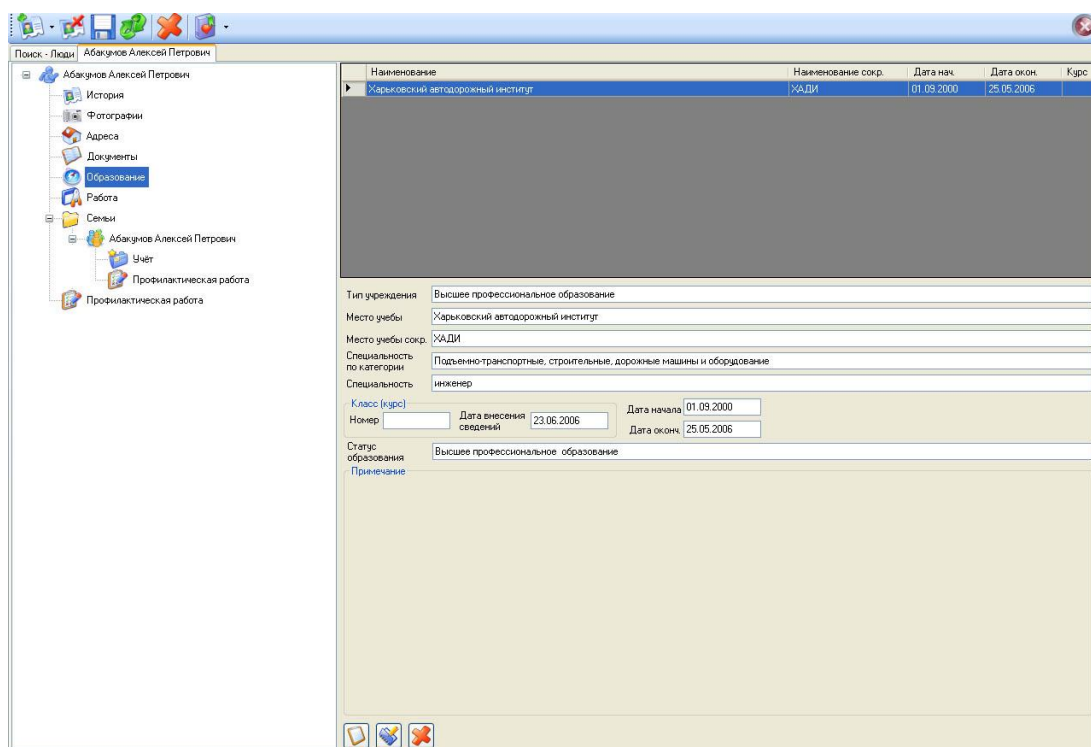 Поиск - Люди Абакумов Алексей Петрович
Абакумов Алексей Петрович
История
Фотографии
Адреса
Документы
Образование
Работа
Семьи
Абакумов Алексей Петрович
Учёт
Профилактическая работа
Профилактическая работа
Наименование Наименование сокр. Дата нач. Дата окон. Курс
Харьковский автодорожный институт ХАДИ 01.09.2000 25.05.2006
Тип учреждения Высшее профессиональное образование
Место учебы Харьковский автодорожный институт
Место учебы сокр. ХАДИ
Специальность
по категории Подъемно-транспортные, строительные, дорожные машины и оборудование
Специальность инженер
Класс (курс)
Номер Дата внесения
сведений 23.06.2006
Дата начала 01.09.2000
Дата оконч. 25.05.2006
Статус
образования Высшее профессиональное образование
Примечание